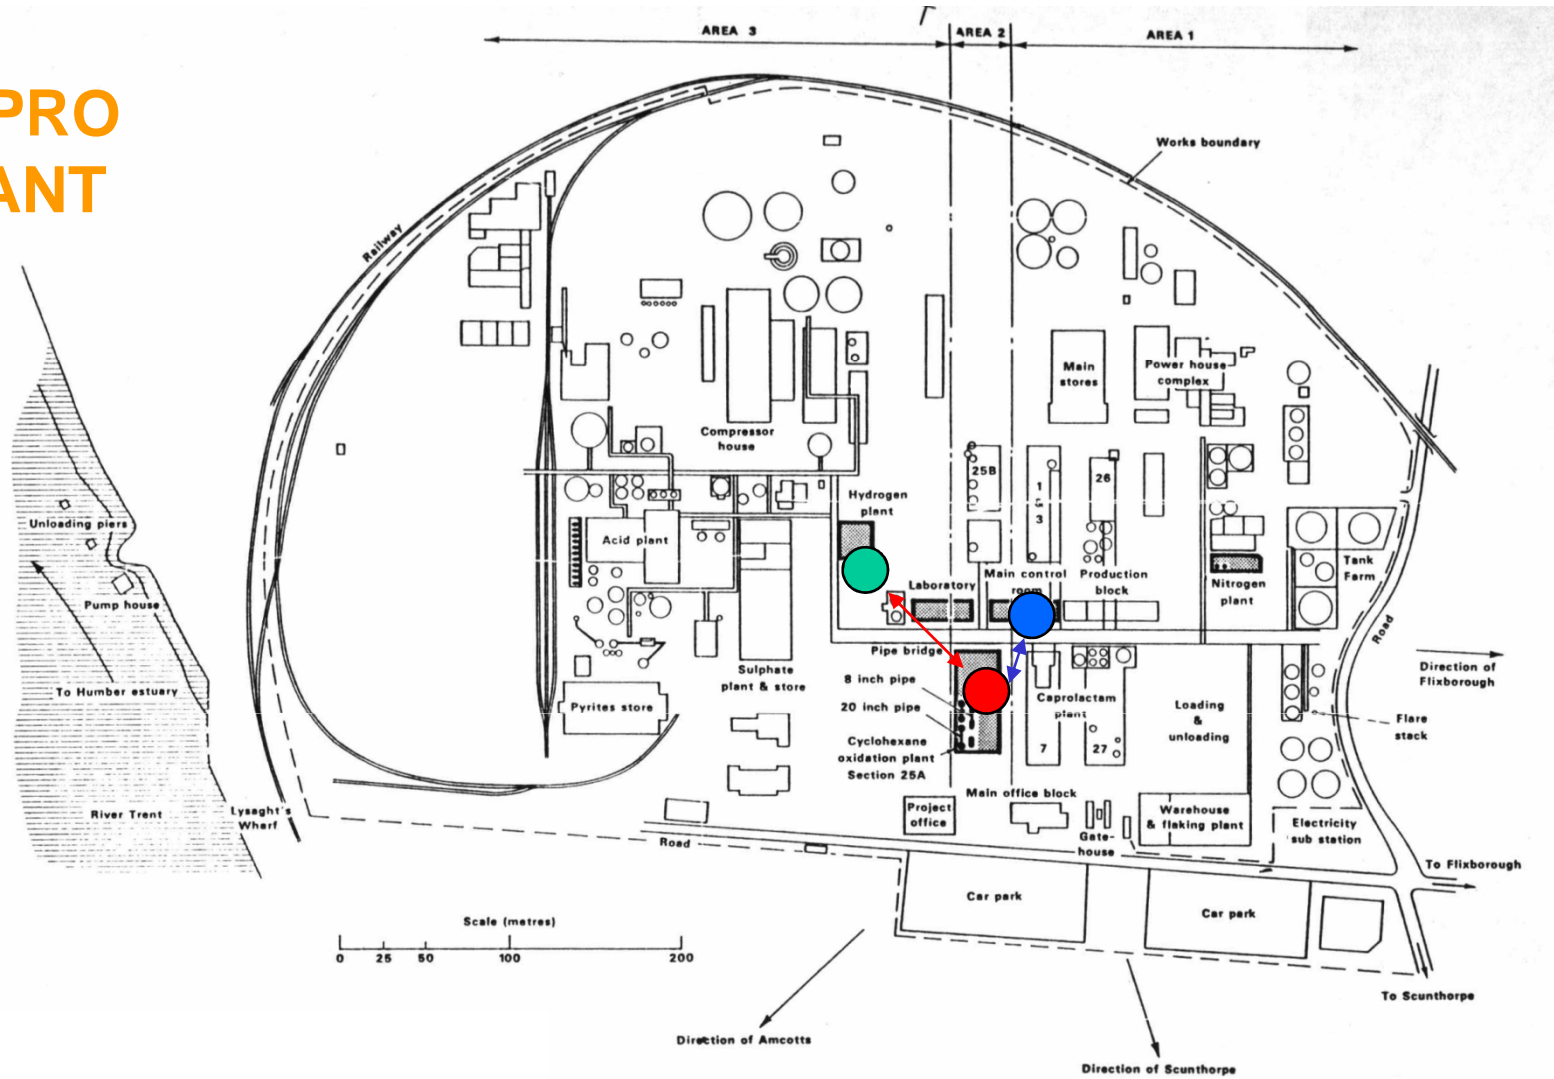 AREA 3
AREA 2
AREA 1
PRO
ANT
Works boundary
Railway
Main
stores
Power house
complex
Compressor
house
25B
1
&
3
26
Hydrogen
plant
Unloading piers
Acid plant
Laboratory
Main control
room
Production
block
Nitrogen
plant
Tank
Farm
Pump house
Road
Pipe bridge
Direction of
Flixborough
To Humber estuary
Sulphate
plant & store
8 inch pipe
20 inch pipe
Caprolactam
plant
Pyrites store
Loading
&
unloading
Flare
stack
Cyclohexane
oxidation plant
Section 25A
7
27
Main office block
River Trent
Lysaght's
Wharf
Project
office
Gate-
house
Warehouse
& flaking plant
Electricity
sub station
Road
To Flixborough
Car park
Car park
Scale (metres)
0 25 50 100 200
To Scunthorpe
Direction of Amcotts
Direction of Scunthorpe